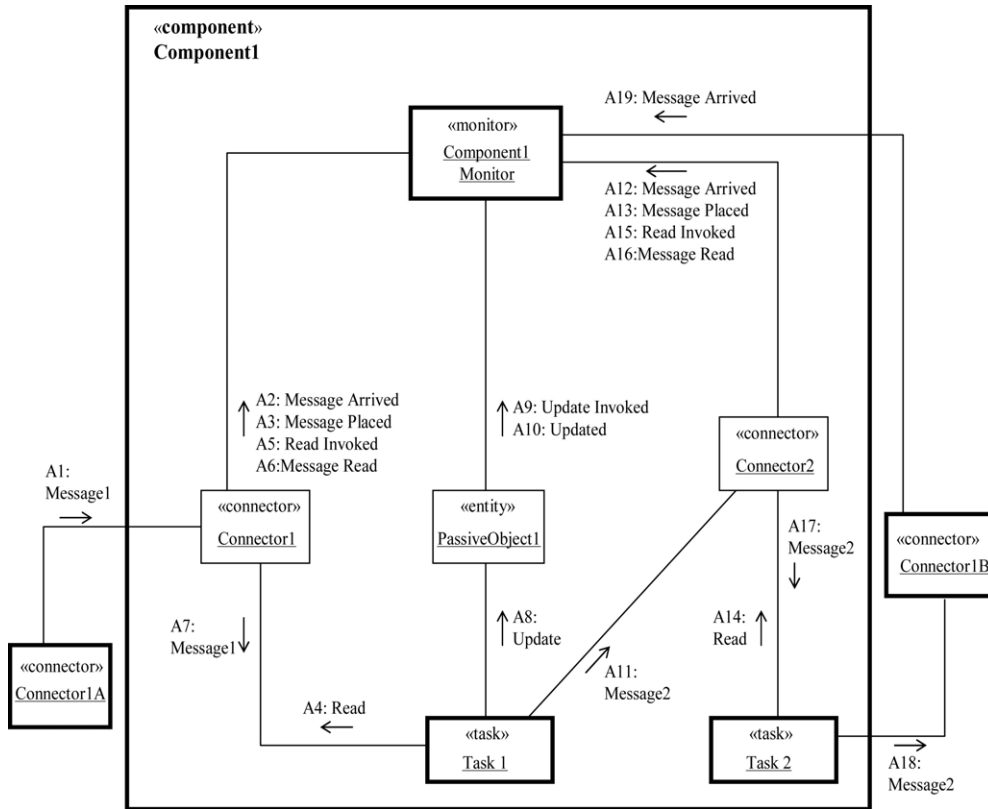 «component»
Component1
A19: Message Arrived
«monitor»
Component1
Monitor
A12: Message Arrived
A13: Message Placed
A15: Read Invoked
A16:Message Read
A2: Message Arrived
A3: Message Placed
A5: Read Invoked
A6:Message Read
A9: Update Invoked
A10: Updated
«connector»
Connector2
A1:
Message1
«connector»
Connector1
«entity»
PassiveObject1
A17:
Message2
«connector»
Connector1B
A7:
Message1
A8:
Update
A14:
Read
A11:
Message2
«connector»
Connector1A
A4: Read
«task»
Task 1
«task»
Task 2
A18:
Message2